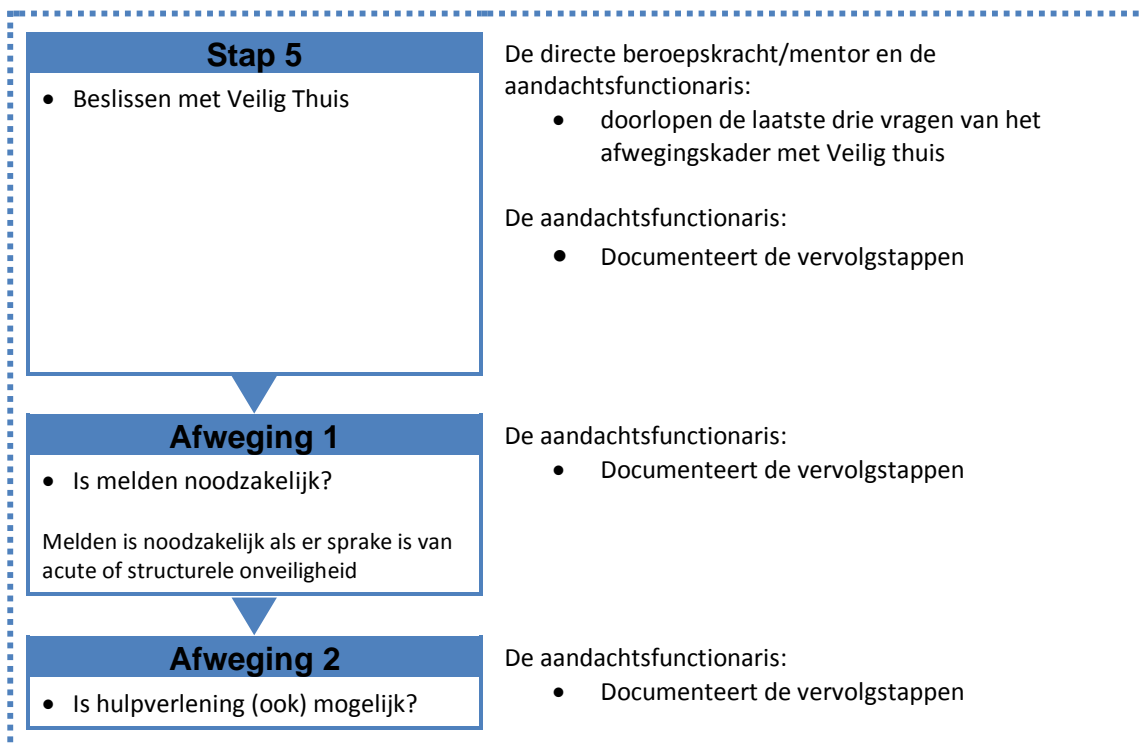 Stap 5
• Beslissen met Veilig Thuis
De directe beroepskracht/mentor en de
aandachtsfunctionaris:
• doorlopen de laatste drie vragen van het
afwegingskader met Veilig thuis
De aandachtsfunctionaris:
• Documenteert de vervolgstappen
Afweging 1
• Is melden noodzakelijk?
Melden is noodzakelijk als er sprake is van
acute of structurele onveiligheid
De aandachtsfunctionaris:
• Documenteert de vervolgstappen
Afweging 2
• Is hulpverlening (ook) mogelijk?
De aandachtsfunctionaris:
• Documenteert de vervolgstappen